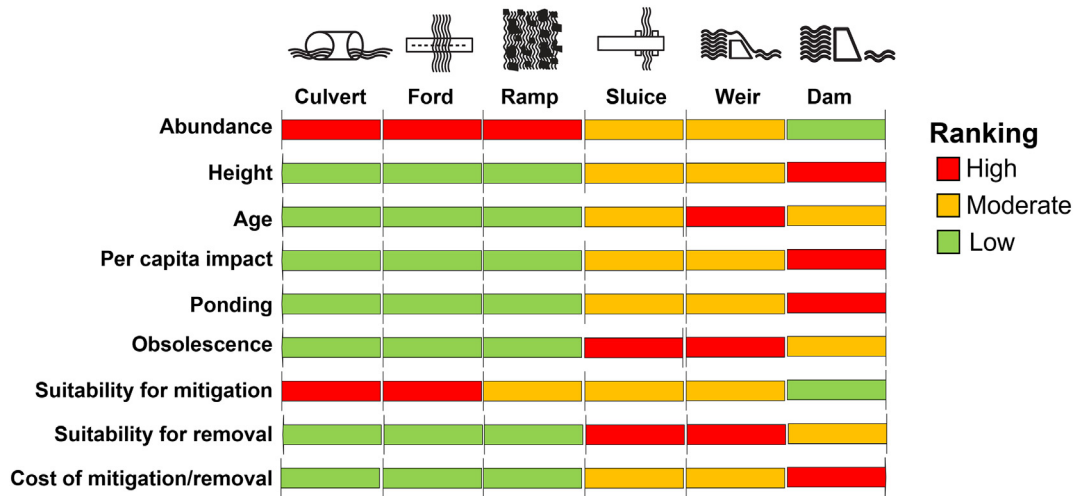 Culvert Ford Ramp Sluice Weir Dam
Abundance
Height
Age
Per capita impact
Ponding
Obsolescence
Suitability for mitigation
Suitability for removal
Cost of mitigation/removal
Ranking
High
Moderate
Low